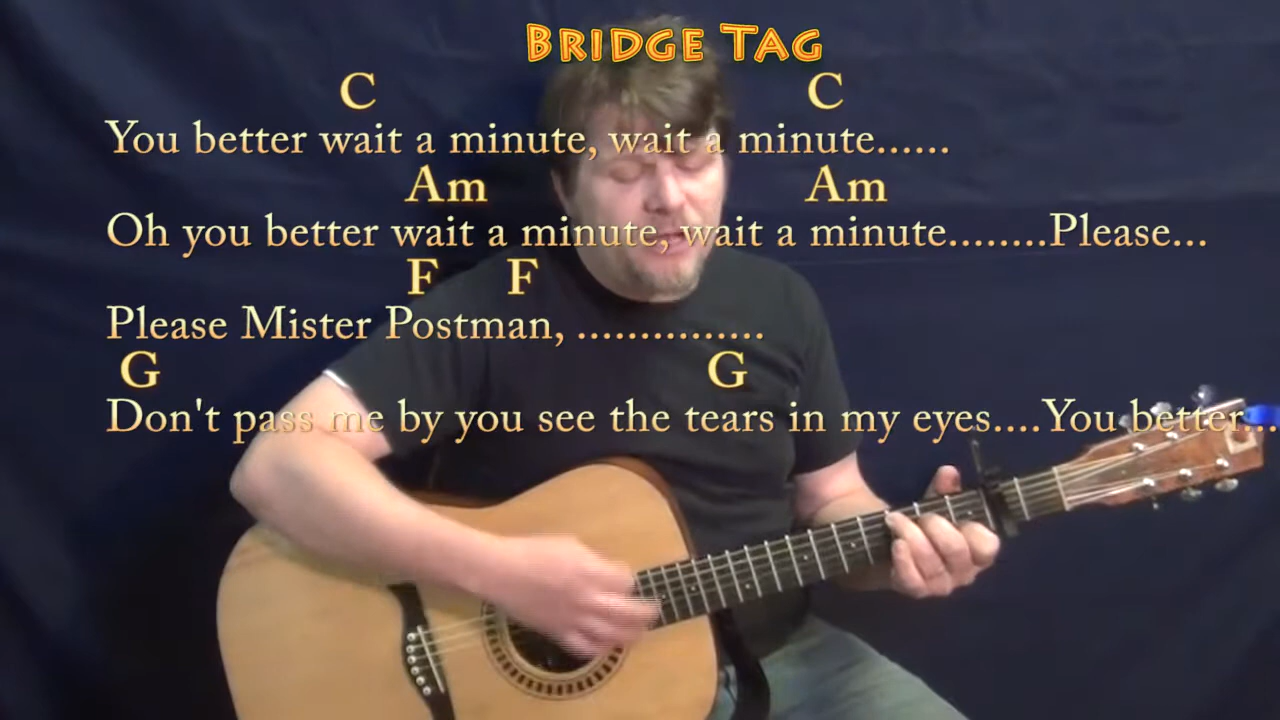 BRIDGE TAG
C C
You better wait a minute, wait a minute......
Am Am
Oh you better wait a minute, wait a minute........Please...
F F
Please Mister Postman, ...............
G G
Don't pass me by you see the tears in my eyes....You better...